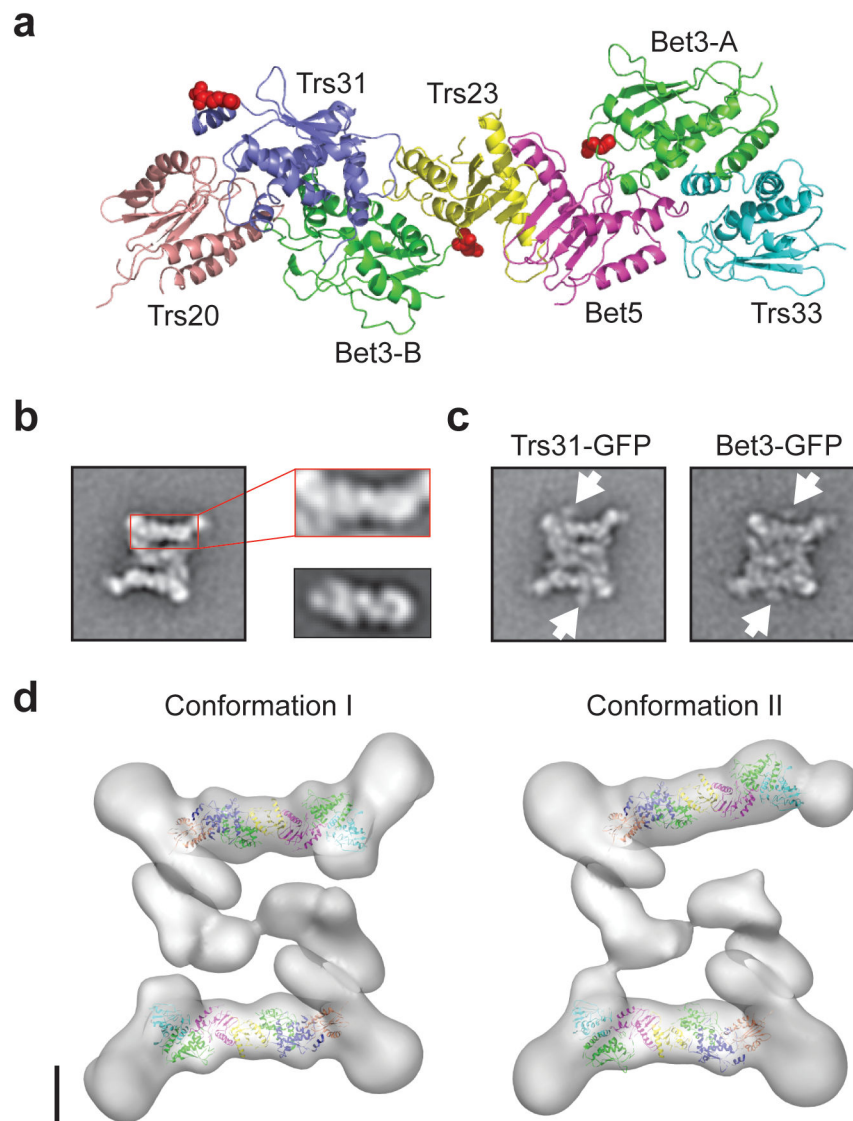 a
Bet3-A
Trs31
Trs23
Trs20
Bet3-B
Bet5
Trs33
b
c
Trs31-GFP
Bet3-GFP
d
Conformation I
Conformation II